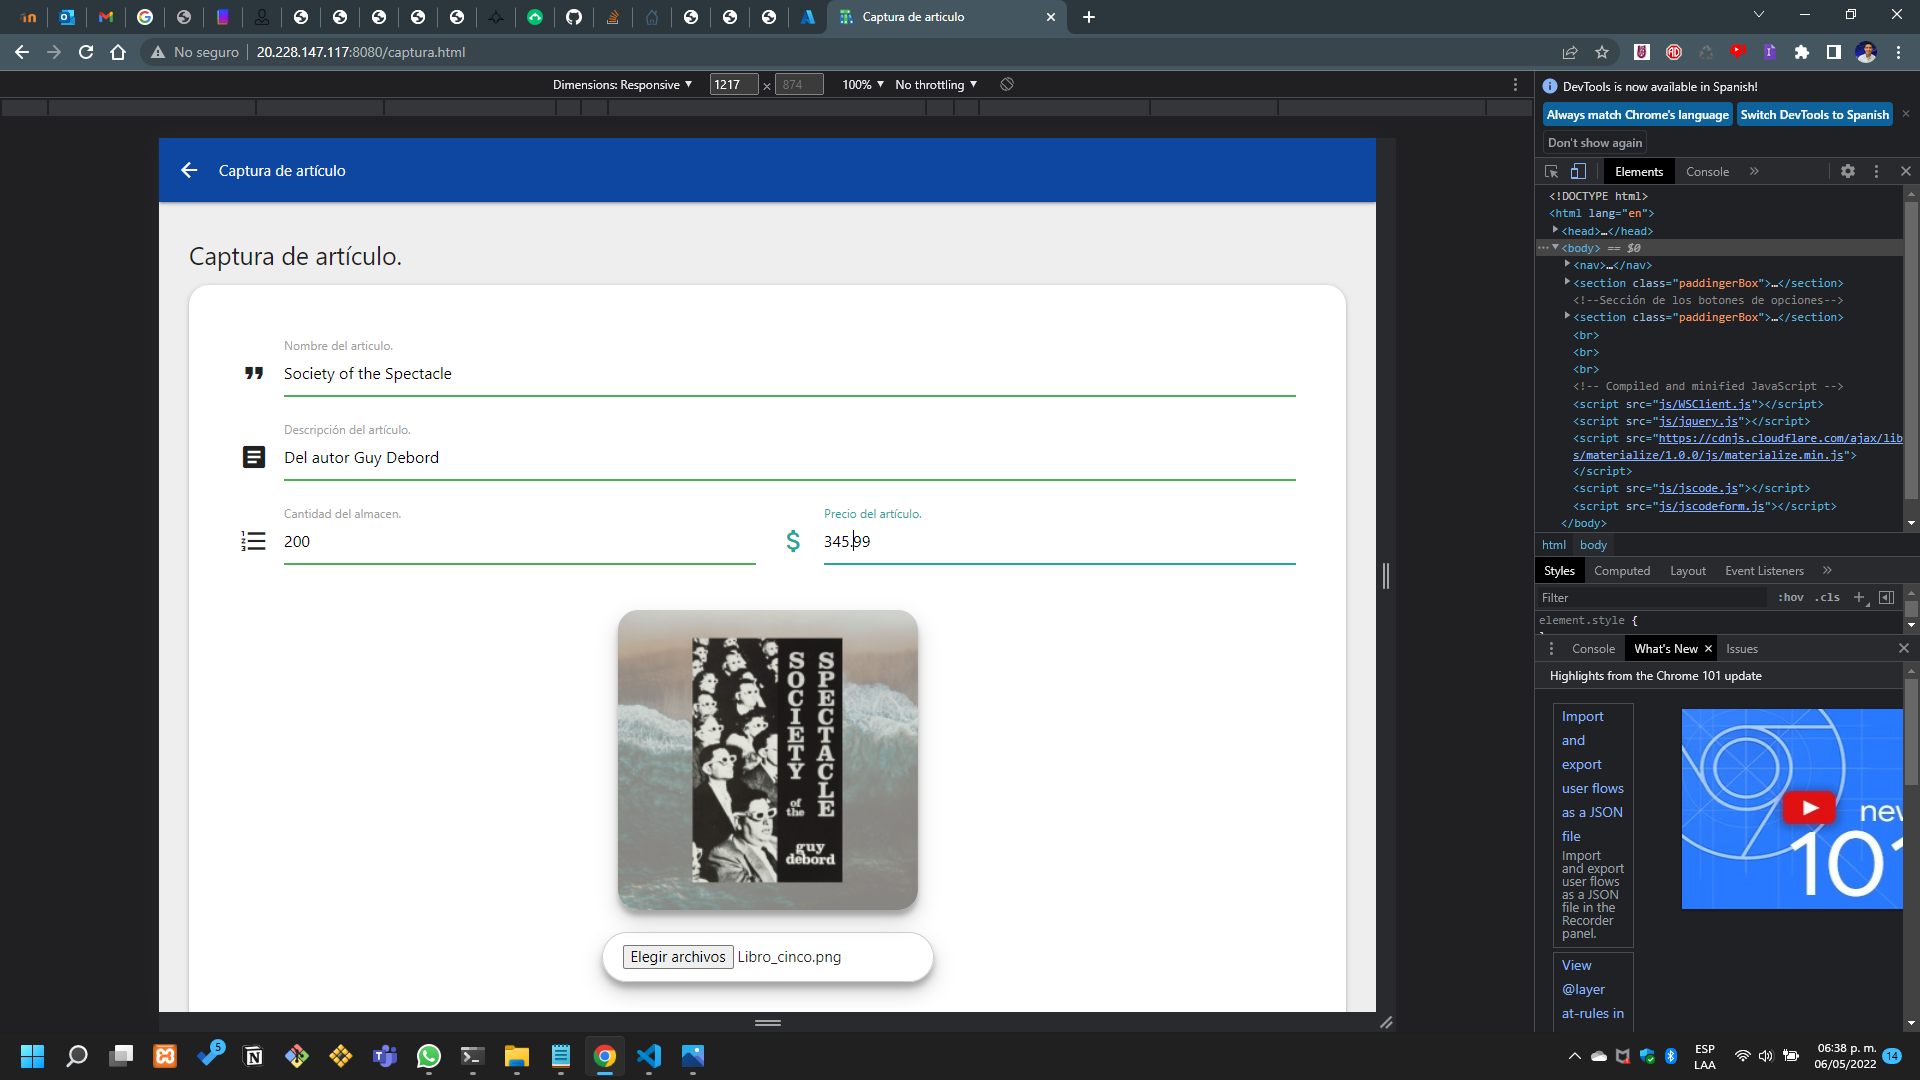 Captura de articulo
No seguro
20.228.147.117:8080/captura.html
Dimensions: Responsive
1217
×
874
100%
No throttling
Captura de artículo
Captura de artículo.
Nombre del articulo.
Society of the Spectacle
Descripción del artículo.
Del autor Guy Debord
Cantidad del almacen.
200
Precio del artículo.
345.99
SOCIETY
of the
SPECTACLE
guy
debord
Elegir archivos Libro_cinco.png
DevTools is now available in Spanish!
Always match Chrome's language
Switch DevTools to Spanish
Don't show again
Elements
Console
<!DOCTYPE html>
<html lang="en">
<head>…</head>
<body> == $0
<nav>…</nav>
<section class="paddingerBox">…</section>
<!--Sección de los botones de opciones-->
<section class="paddingerBox">…</section>
<br>
<br>
<br>
<!-- Compiled and minified JavaScript -->
<script src="js/WSClient.js"></script>
<script src="js/jquery.js"></script>
<script src="https://cdnjs.cloudflare.com/ajax/lib
s/materialize/1.0.0/js/materialize.min.js">
</script>
<script src="js/jscode.js"></script>
<script src="js/jscodeform.js"></script>
</body>
html
body
Styles
Computed
Layout
Event Listeners
Filter
:hov
.cls
element.style {
Console
What's New
Issues
Highlights from the Chrome 101 update
Import
and
export
user flows
as a JSON
file
Import
and export
user flows
as a JSON
file in the
Recorder
panel.
View
@layer
at-rules in
new
101
5
ESP
LAA
06:38 p. m.
06/05/2022
14